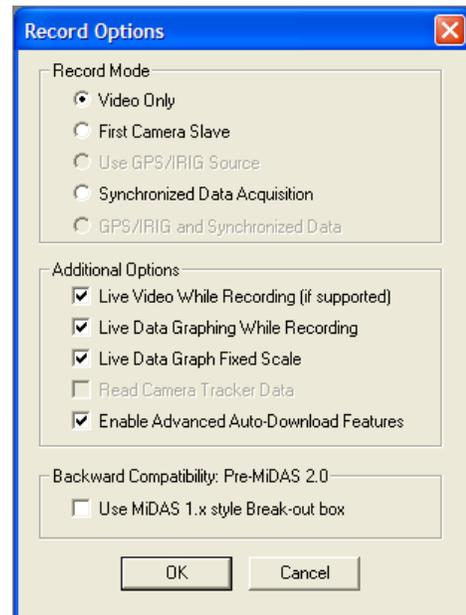 Record Options
Record Mode
Video Only
First Camera Slave
Use GPS/IRIG Source
Synchronized Data Acquisition
GPS/IRIG and Synchronized Data
Additional Options
Live Video While Recording (if supported)
Live Data Graphing While Recording
Live Data Graph Fixed Scale
Read Camera Tracker Data
Enable Advanced Auto-Download Features
Backward Compatibility: Pre-MiDAS 2.0
Use MiDAS 1.x style Break-out box
OK Cancel